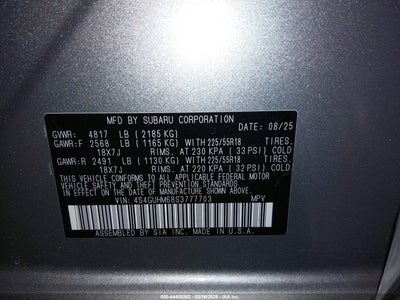 MFD BY SUBARU CORPORATION
DATE: 08/25
GVWR: 4817 LB (2185 KG)
GAWR:F 2568 LB (1165 KG) WITH 225/55R18 TIRES.
18X7J RIMS. AT 230 KPA (33 PSI) COLD
GAWR:R 2491 LB (1130 KG) WITH 225/55R18 TIRES.
18X7J RIMS. AT 220 KPA (32 PSI) COLD
THIS VEHICLE CONFORMS TO ALL APPLICABLE
FEDERAL MOTOR VEHICLE SAFETY STANDARDS
IN EFFECT ON THE DATE OF MANUFACTURE SHOWN ABOVE.
VIN: 4S4GUHM68S3777703 MPV
ASSEMBLED BY SIA INC. MADE IN U.S.A.